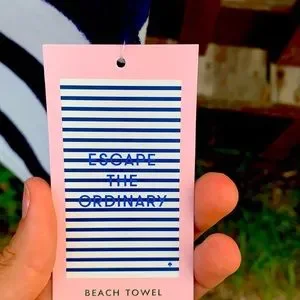 ESCAPE
THE
ORDINARY
BEACH TOWEL